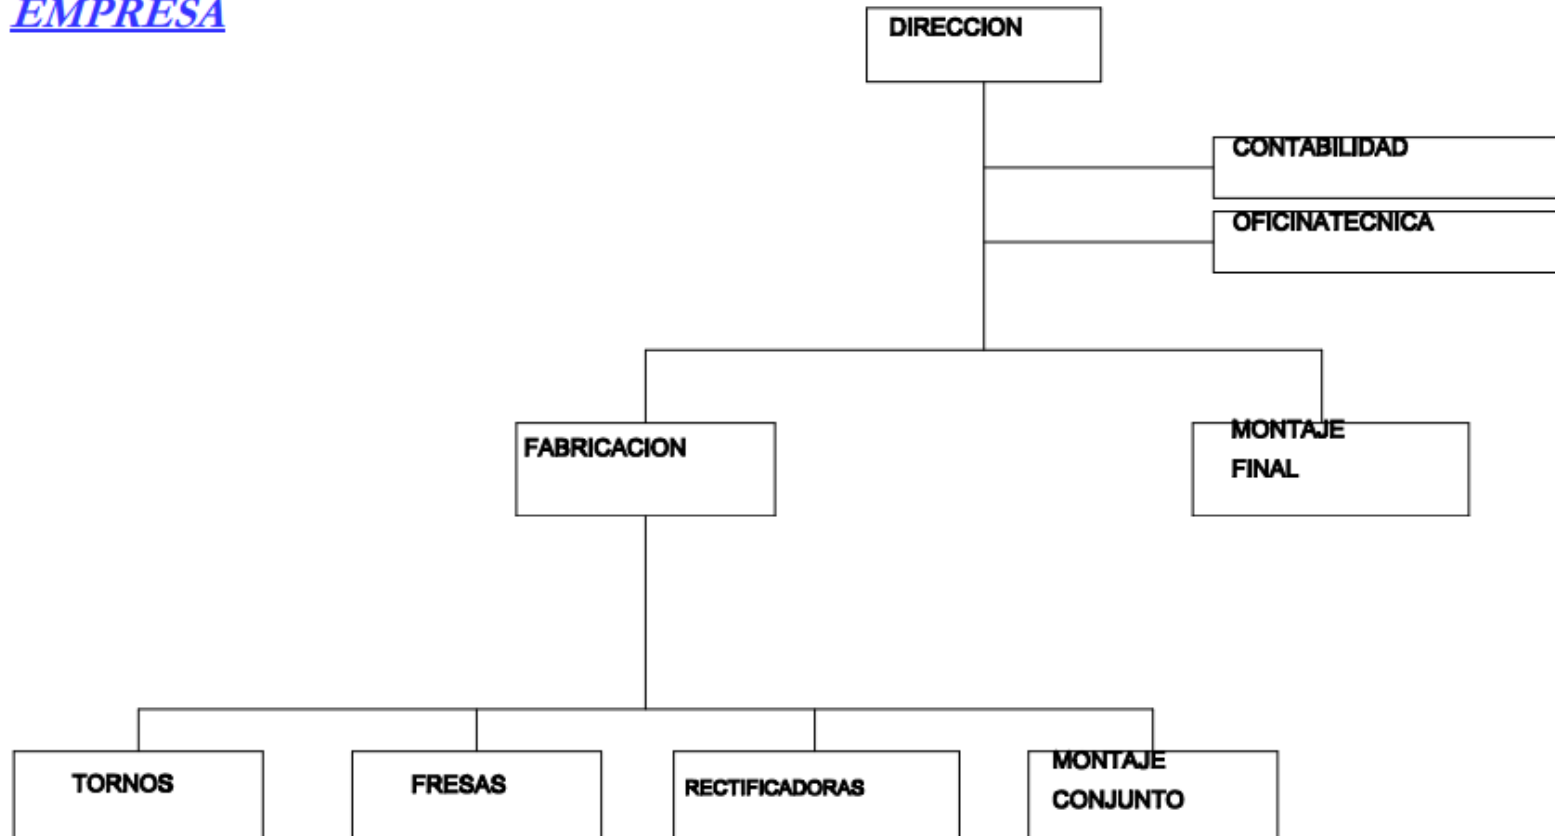 EMPRESA
DIRECCION
CONTABILIDAD
OFICINATECNICA
FABRICACION
MONTAJE
FINAL
TORNOS
FRESAS
RECTIFICADORAS
MONTAJE
CONJUNTO